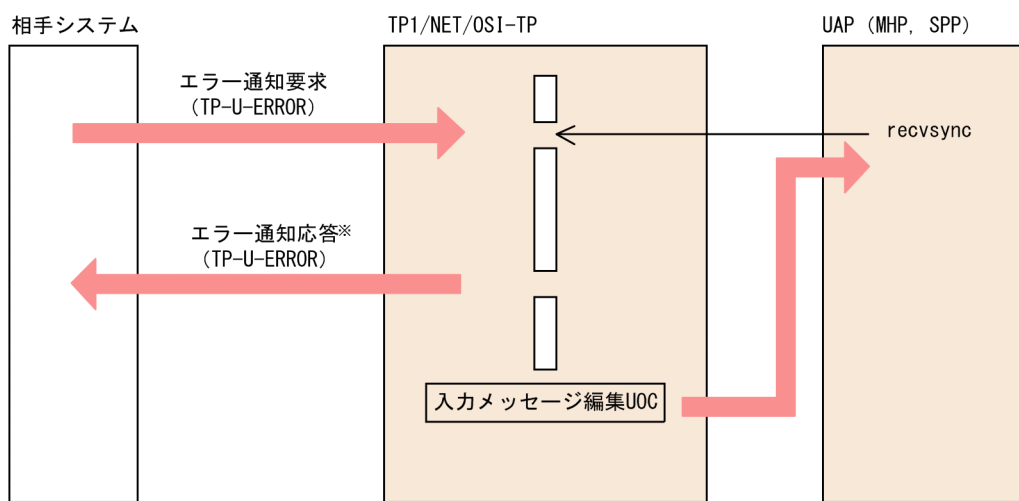 相手システム
TP1/NET/OSI-TP
UAP (MHP, SPP)
エラー通知要求
(TP-U-ERROR)
recvsync
エラー通知応答※
(TP-U-ERROR)
入力メッセージ編集UOC